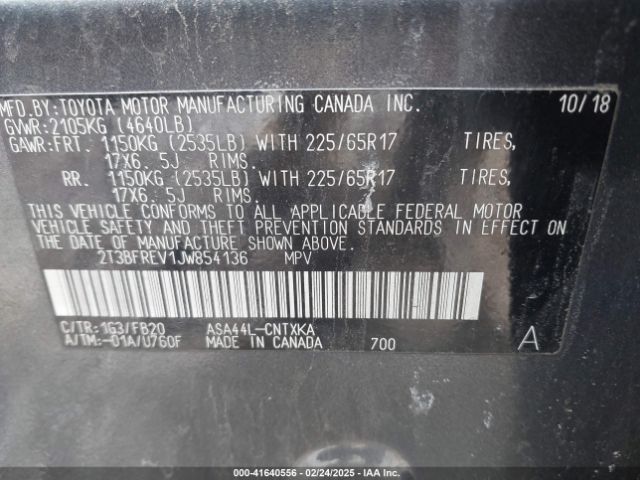 MFD.BY:TOYOTA MOTOR MANUFACTURING CANADA INC. 10/18
GVWR:2105KG (4640LB)
GAWR:FRT. 1150KG (2535LB) WITH 225/65R17 TIRES,
17X6.5J RIMS.
RR. 1150KG (2535LB) WITH 225/65R17 TIRES,
17X6.5J RIMS.
THIS VEHICLE CONFORMS TO ALL APPLICABLE FEDERAL MOTOR
VEHICLE SAFETY AND THEFT PREVENTION STANDARDS IN EFFECT ON
THE DATE OF MANUFACTURE SHOWN ABOVE.
2T3BFREV1JW854136 MPV
C/TR:1G3/FB20 ASA44L-CNTXKA
A/TM:-01A/U760F MADE IN CANADA 700 A
000-41640556 - 02/24/2025 - IAA Inc.